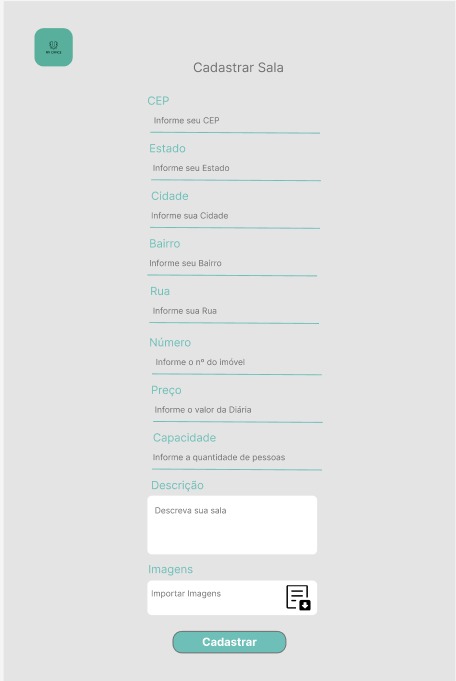 MY OFFICE
Cadastrar Sala
CEP
Informe seu CEP
Estado
Informe seu Estado
Cidade
Informe sua Cidade
Bairro
Informe seu Bairro
Rua
Informe sua Rua
Número
Informe o nº do imóvel
Preço
Informe o valor da Diária
Capacidade
Informe a quantidade de pessoas
Descrição
Descreva sua sala
Imagens
Importar Imagens
Cadastrar